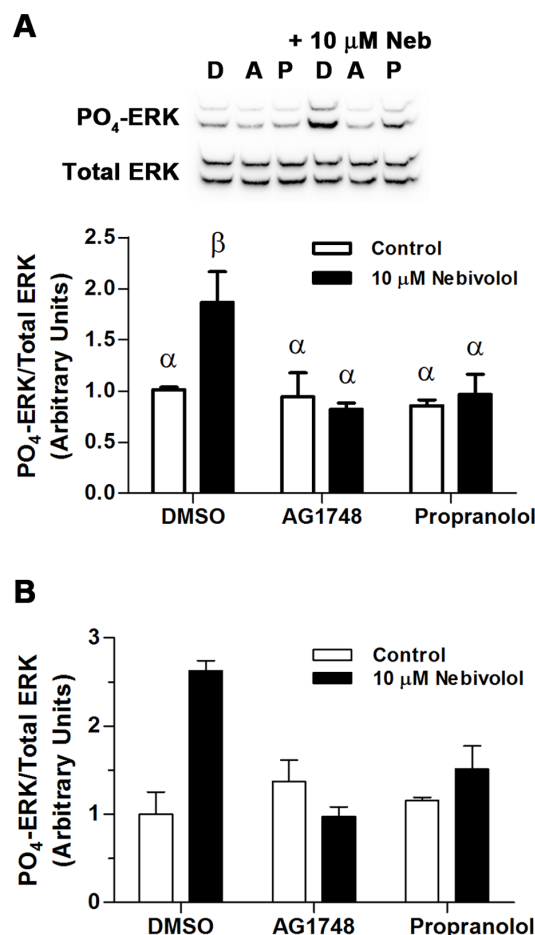 A
+ 10 μM Neb
D A P D A P
PO4-ERK
Total ERK
PO4-ERK/Total ERK
(Arbitrary Units)
2.5
2.0
1.5
1.0
0.5
0.0
Control
10 μM Nebivolol
α β α α α α
DMSO AG1748 Propranolol
B
PO4-ERK/Total ERK
(Arbitrary Units)
3
2
1
0
Control
10 μM Nebivolol
DMSO AG1748 Propranolol